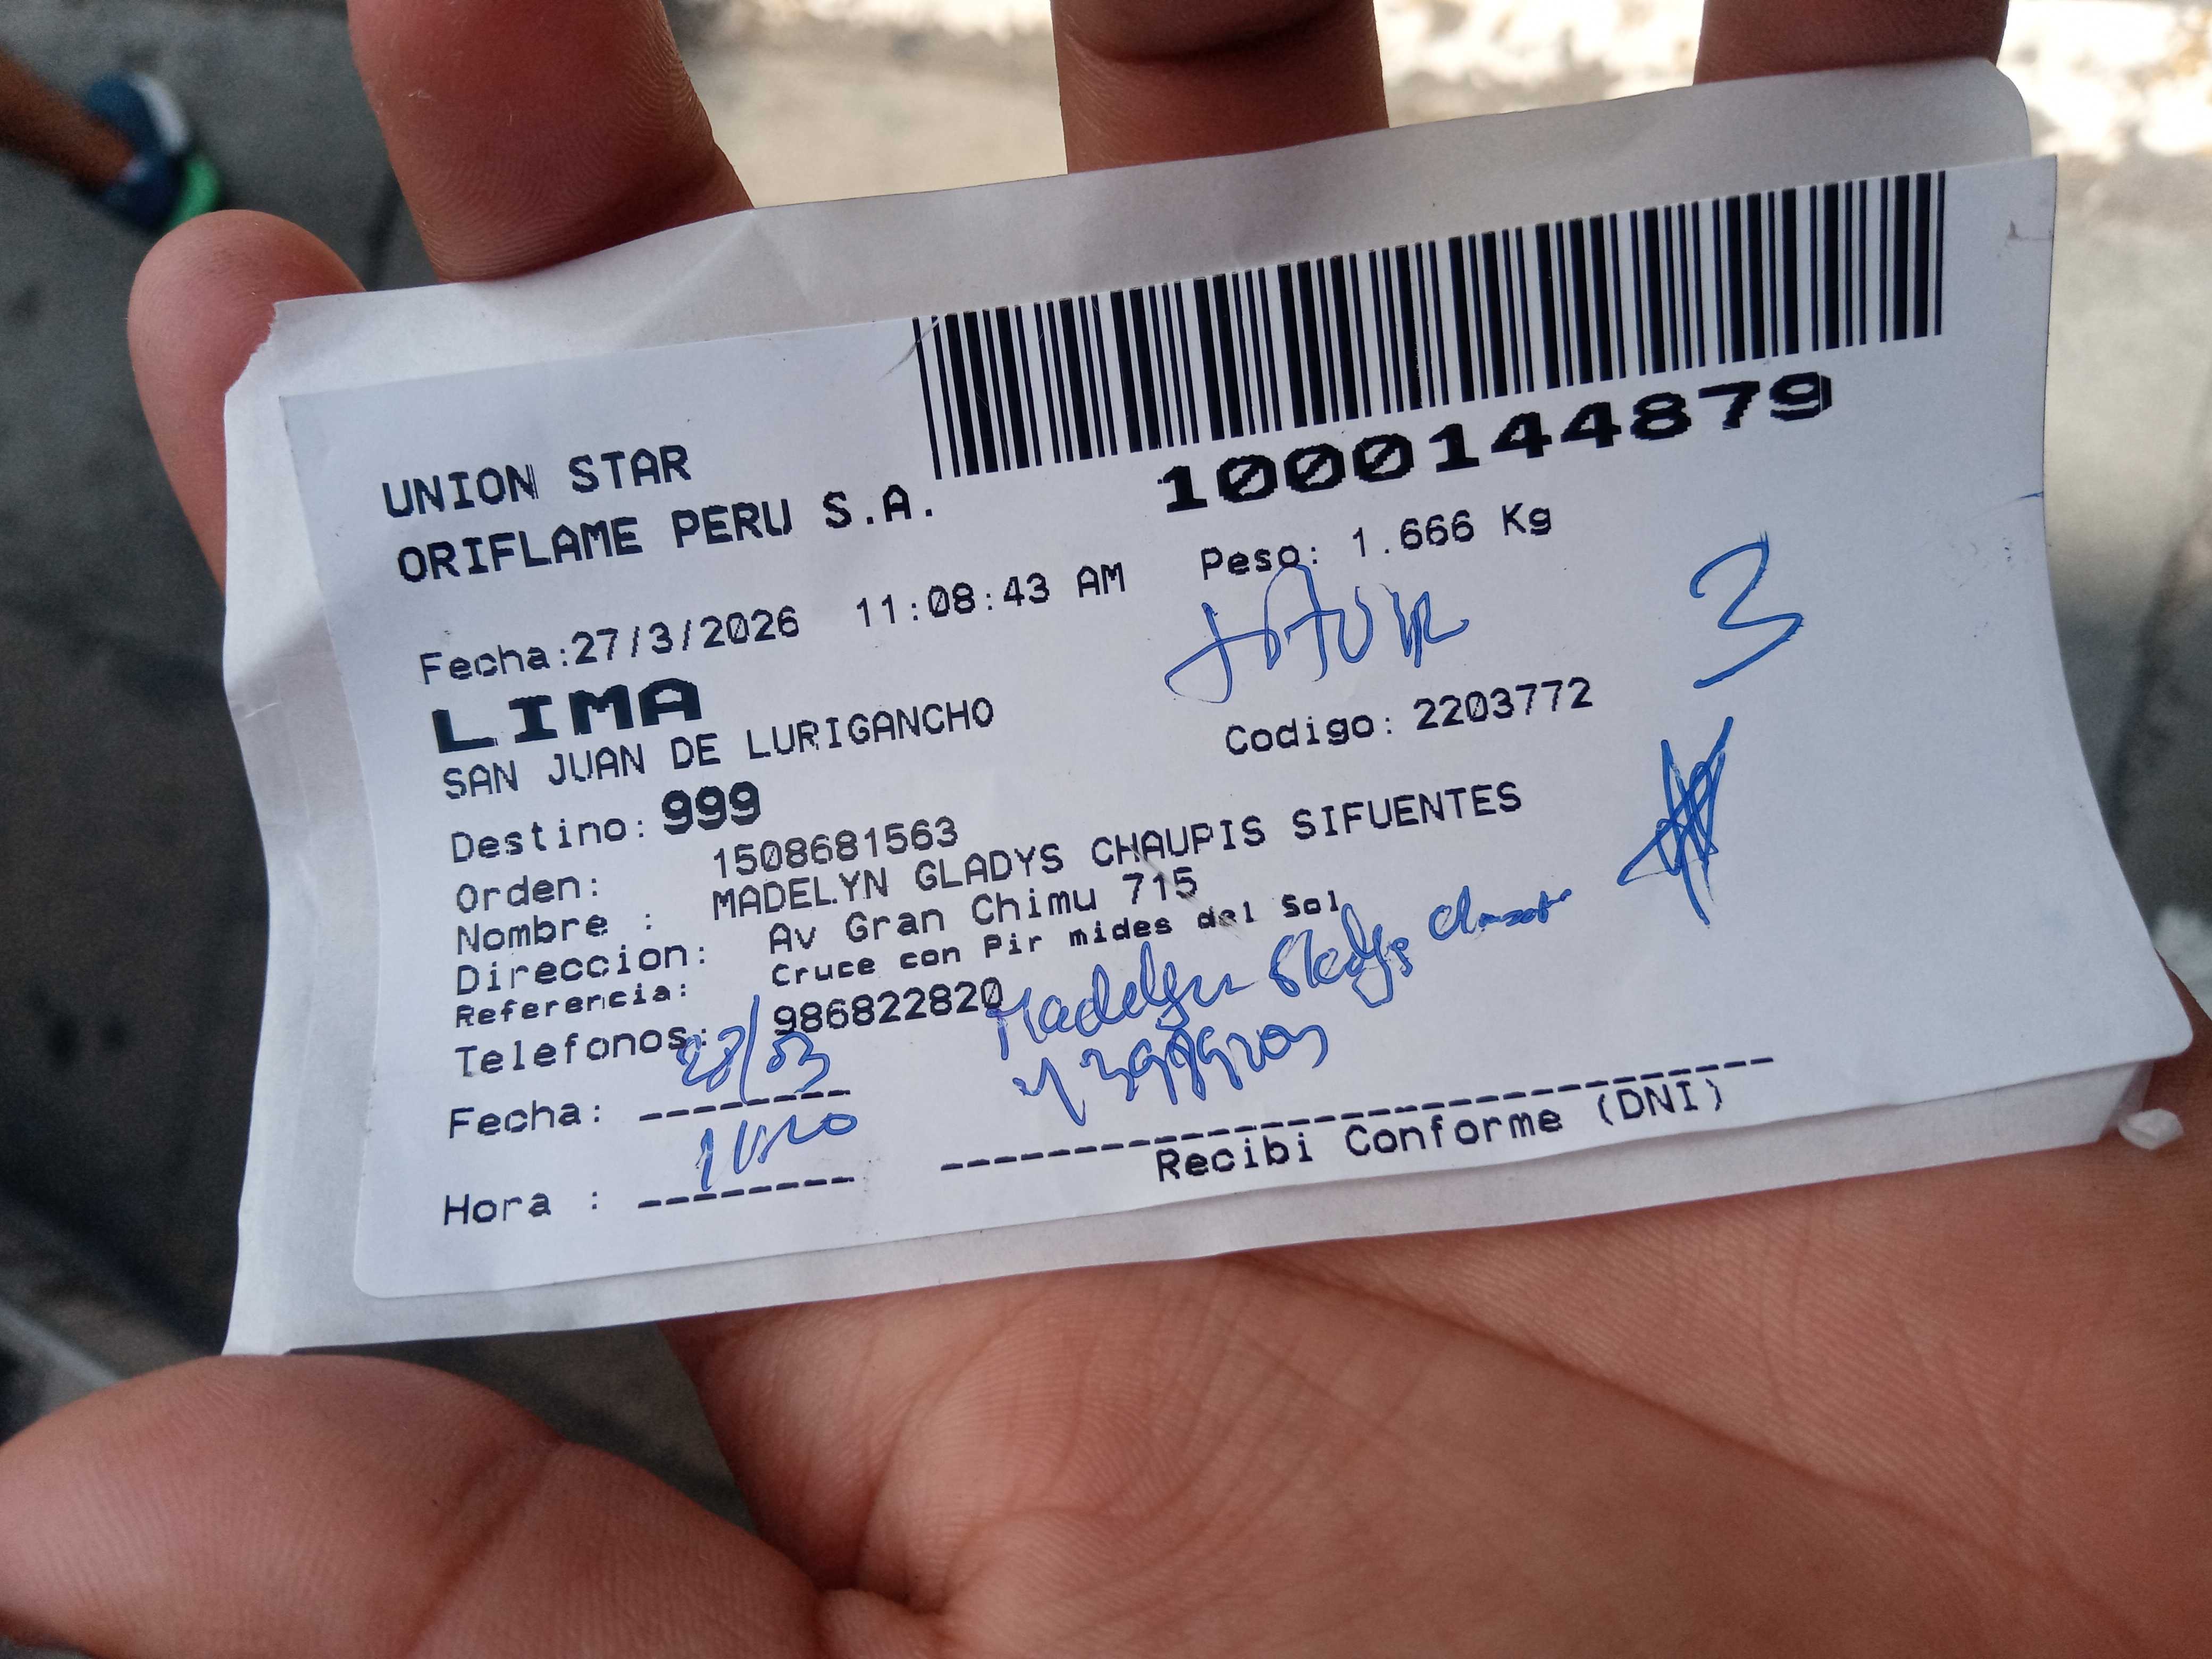 UNION STAR
ORIFLAME PERU S.A.
1000144879
Fecha:27/3/2026 11:08:43 AM Peso: 1.666 Kg
LIMA
3
SAN JUAN DE LURIGANCHO Codigo: 2203772
Destino: 999
Orden: 1508681563
Nombre : MADELYN GLADYS CHAUPIS SIFUENTES
Direccion: Av Gran Chimu 715
Referencia: Cruce con Pir mides del Sol
Telefonos: 986822820
Madelyn Gladys
Fecha: 28/03
Hora :
Recibi Conforme (DNI)